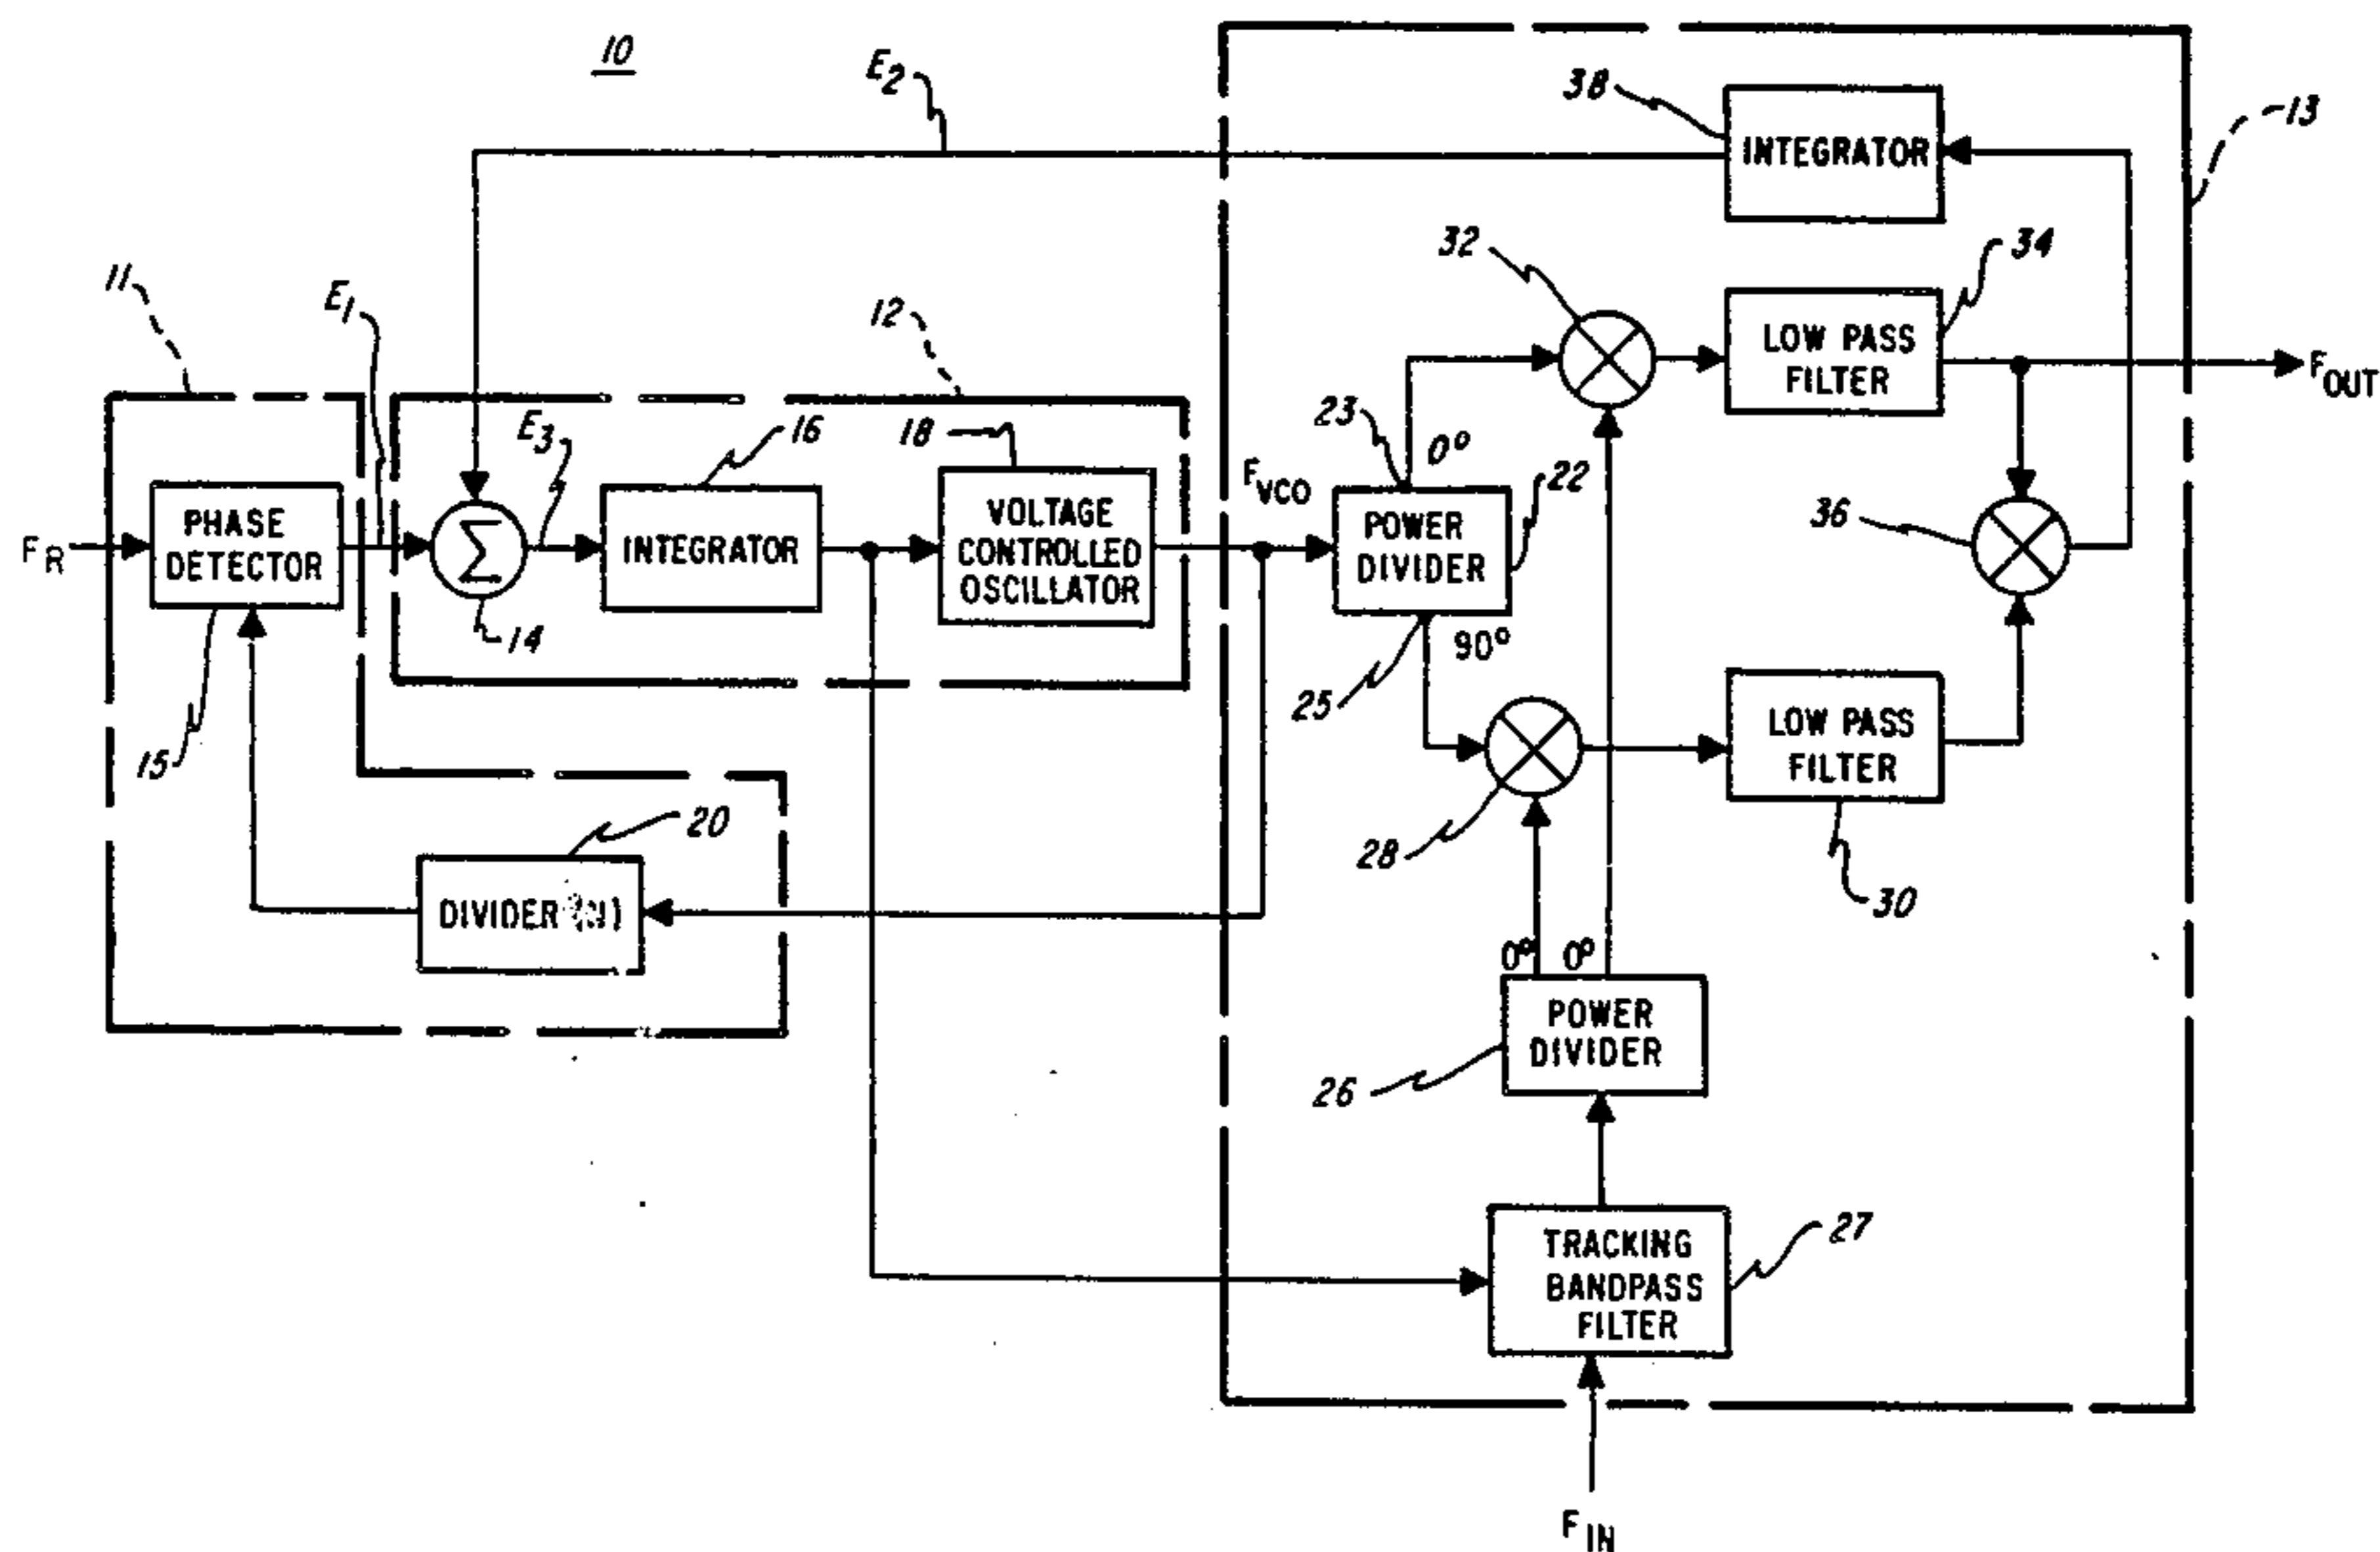 10
E2
38
INTEGRATOR
13
32
34
11
E1
12
LOW PASS
FILTER
FOUT
23
0°
E3
16
18
FVCO
22
36
FR
PHASE
DETECTOR
Σ
INTEGRATOR
VOLTAGE
CONTROLLED
OSCILLATOR
POWER
DIVIDER
14
90°
25
15
LOW PASS
FILTER
20
28
30
DIVIDER
0° 0°
POWER
DIVIDER
26
27
TRACKING
BANDPASS
FILTER
FIN